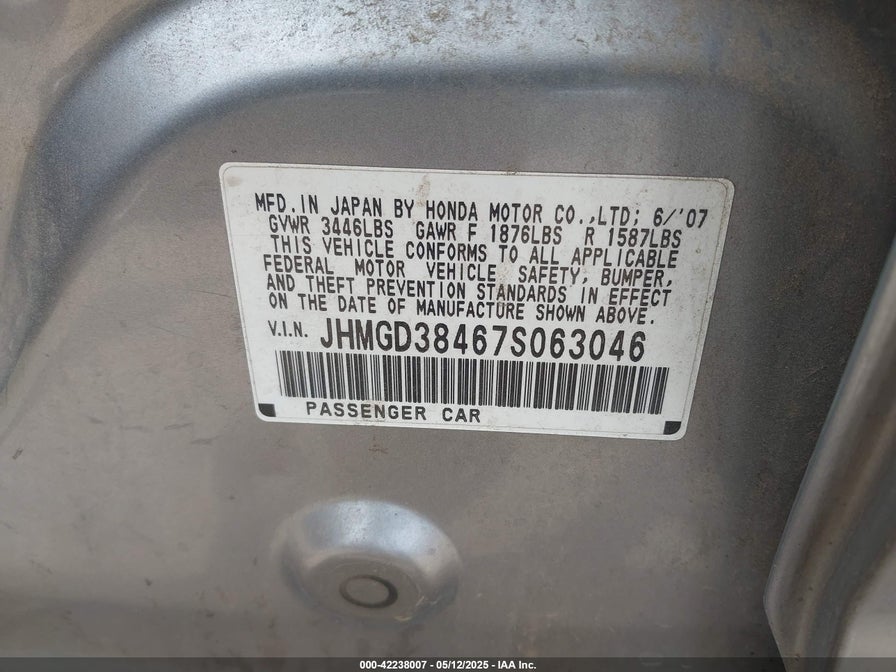 MFD. IN JAPAN BY HONDA MOTOR CO.,LTD; 6/'07
GVWR 3446LBS GAWR F 1876LBS R 1587LBS
THIS VEHICLE CONFORMS TO ALL APPLICABLE
FEDERAL MOTOR VEHICLE SAFETY, BUMPER,
AND THEFT PREVENTION STANDARDS IN EFFECT
ON THE DATE OF MANUFACTURE SHOWN ABOVE.
V.I.N. JHMGD38467S063046
PASSENGER CAR
000-42238007 - 05/12/2025 - IAA Inc.